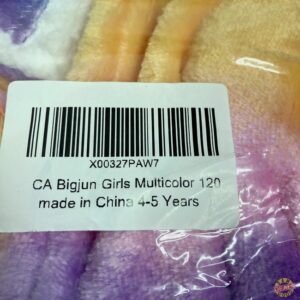 X00327PAW7
CA Bigjun Girls Multicolor 120
made in China 4-5 Years